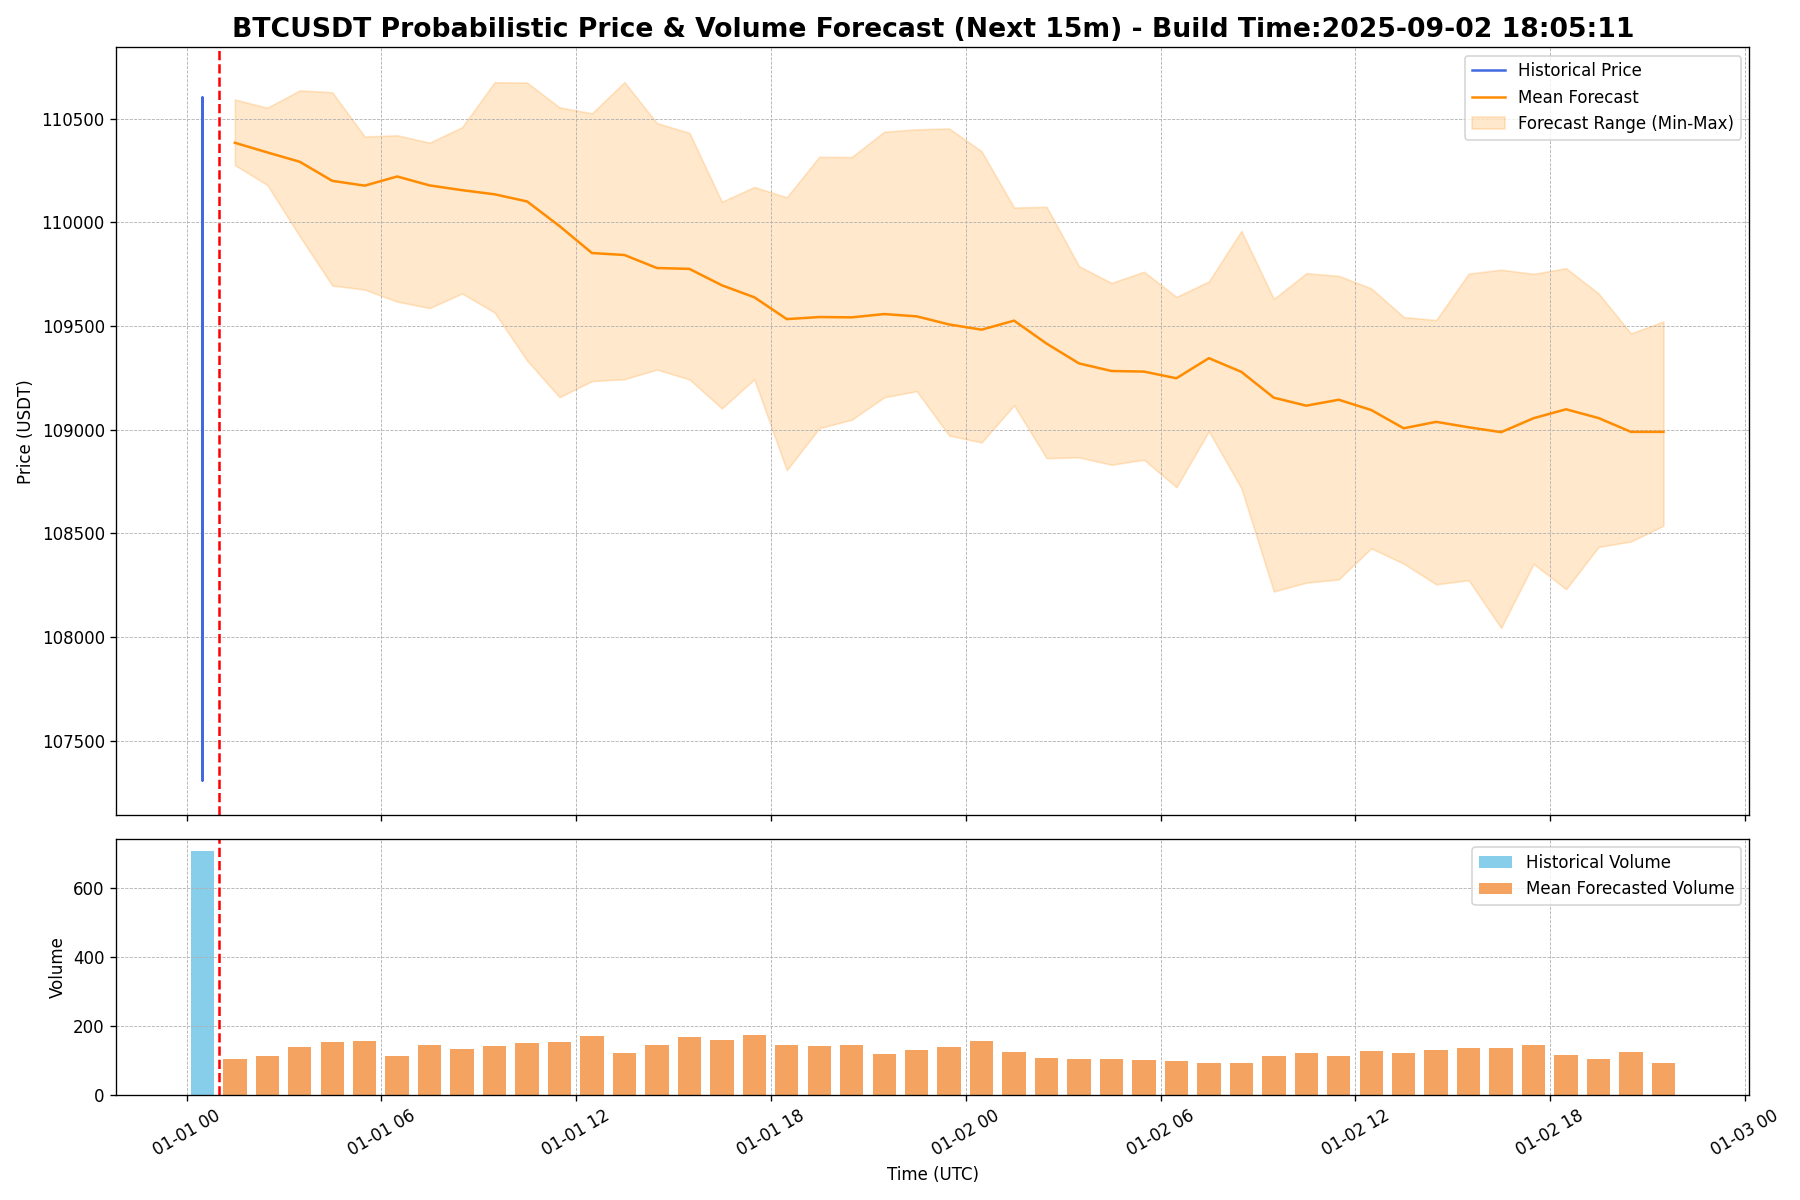 BTCUSDT Probabilistic Price & Volume Forecast (Next 15m) - Build Time:2025-09-02 18:05:11
Historical Price
Mean Forecast
Forecast Range (Min-Max)
110500
110000
109500
109000
108500
108000
107500
Price (USDT)
Historical Volume
Mean Forecasted Volume
600
400
200
0
Volume
01-01 00
01-01 06
01-01 12
01-01 18
01-02 00
01-02 06
01-02 12
01-02 18
01-03 00
Time (UTC)